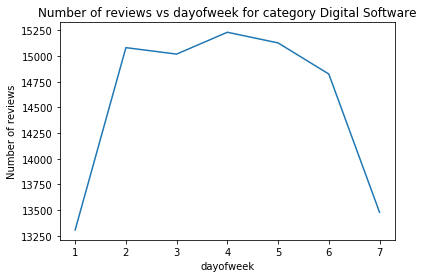 Number of reviews vs dayofweek for category Digital Software
Number of reviews
15250
15000
14750
14500
14250
14000
13750
13500
13250
1 2 3 4 5 6 7
dayofweek